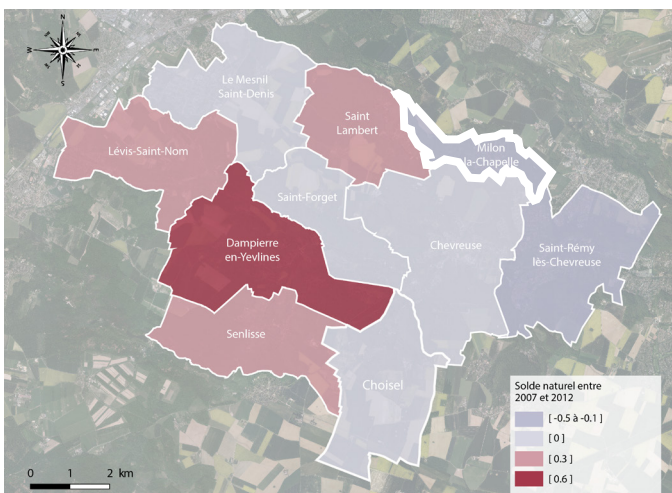 N
W
E
S
Le Mesnil
Saint-Denis
Saint
Lambert
Milon
la-Chapelle
Lévis-Saint-Nom
Saint-Forget
Dampierre
en-Yevlines
Chevreuse
Saint-Rémy
lès-Chevreuse
Senlisse
Choisel
Solde naturel entre
2007 et 2012
[ -0.5 à -0.1 ]
[ 0 ]
[ 0.3 ]
[ 0.6 ]
0 1 2 km